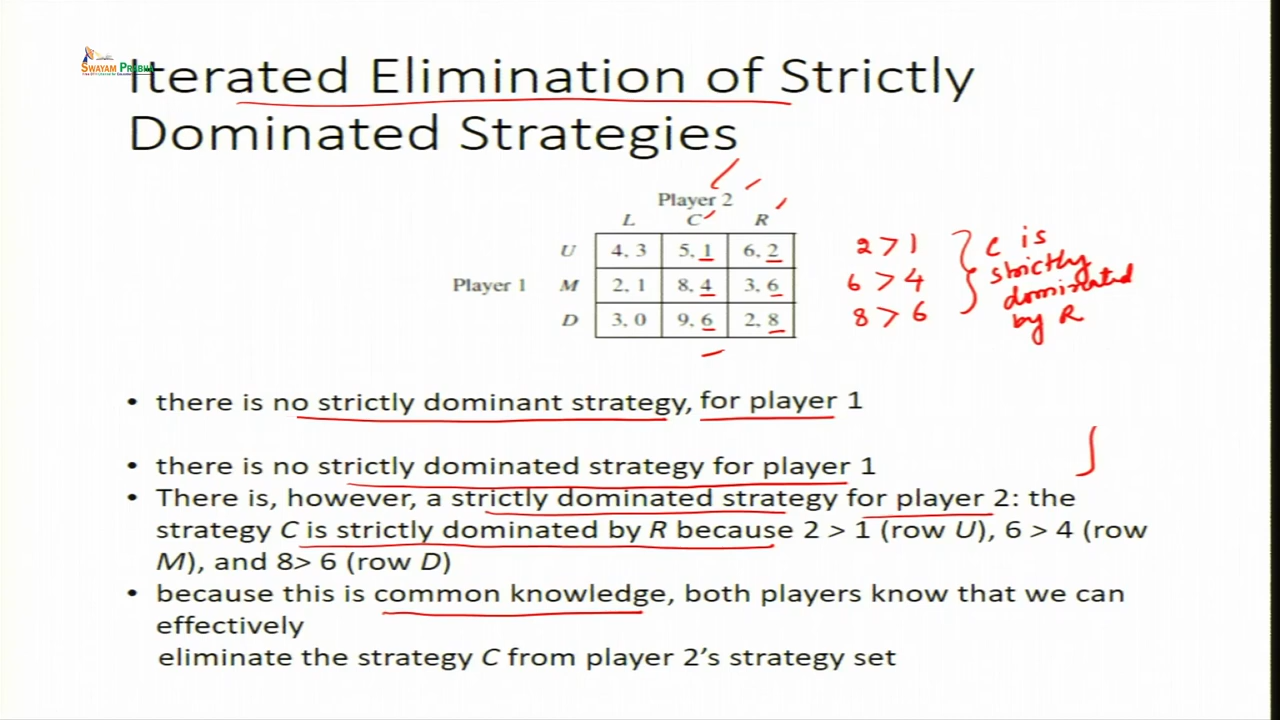 SWAYAM PRABHA
Iterated Elimination of Strictly
Dominated Strategies
Player 2
L C R
U 4, 3 5, 1 6, 2
Player 1 M 2, 1 8, 4 3, 6
D 3, 0 9, 6 2, 8
2 > 1
6 > 4
8 > 6
C is
strictly
dominated
by R
• there is no strictly dominant strategy, for player 1
• there is no strictly dominated strategy for player 1
• There is, however, a strictly dominated strategy for player 2: the
strategy C is strictly dominated by R because 2 > 1 (row U), 6 > 4 (row
M), and 8> 6 (row D)
• because this is common knowledge, both players know that we can
effectively
eliminate the strategy C from player 2’s strategy set